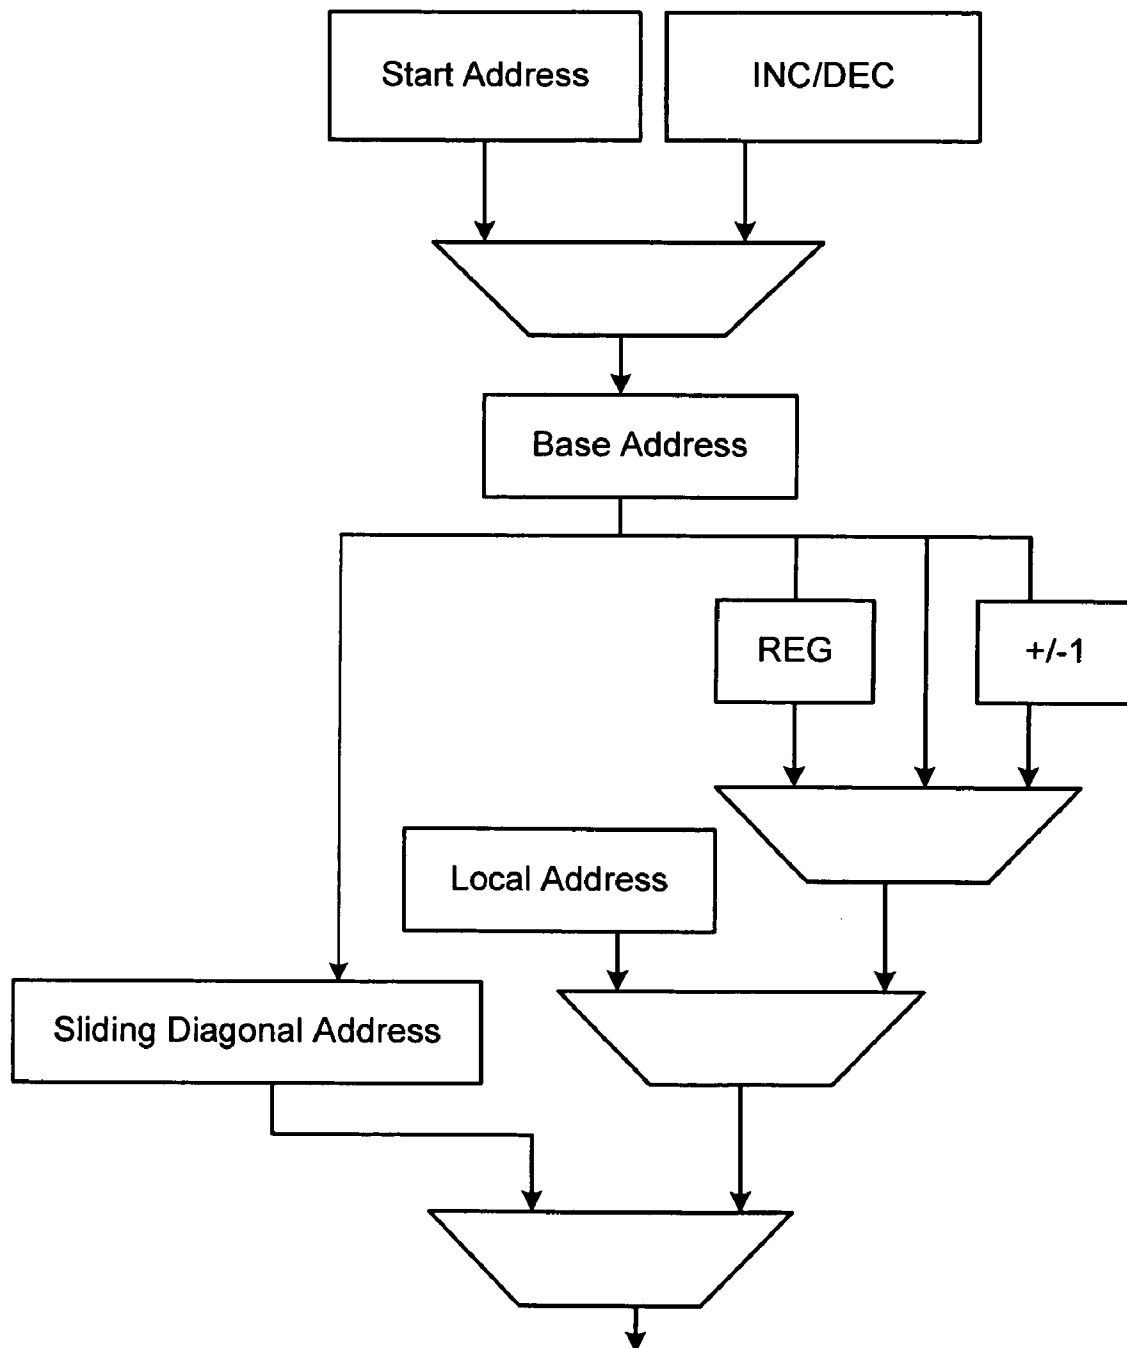 Start Address
INC/DEC
Base Address
REG
+/-1
Local Address
Sliding Diagonal Address